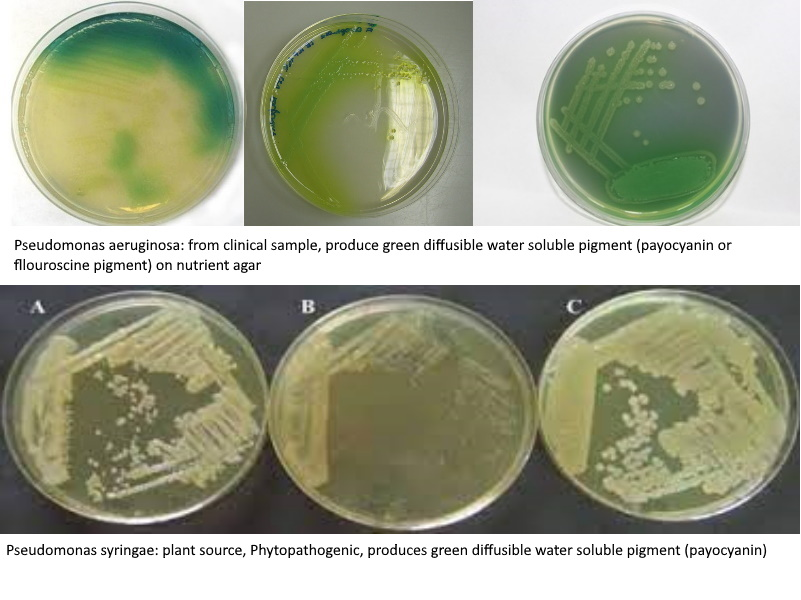 Pseudomonas aeruginosa: from clinical sample, produce green diffusible water soluble pigment (payocyanin or
fllouroscine pigment) on nutrient agar
A
B
C
Pseudomonas syringae: plant source, Phytopathogenic, produces green diffusible water soluble pigment (payocyanin)